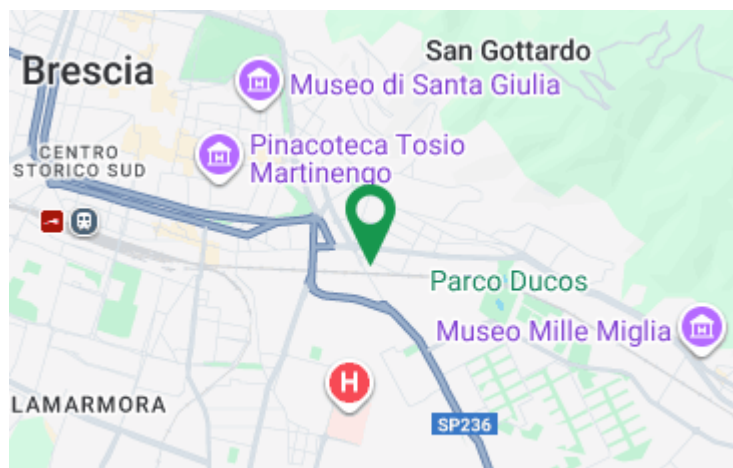 San Gottardo
Brescia
Museo di Santa Giulia
Pinacoteca Tosio
Martinengo
CENTRO
STORICO SUD
Parco Ducos
Museo Mille Miglia
H
LAMARMORA
SP236